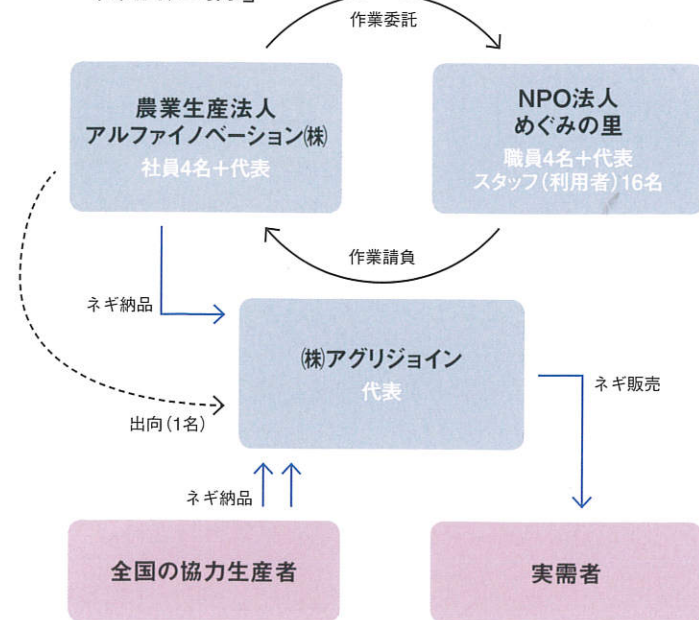 作業委託
農業生産法人
アルファイノベーション㈱
社員4名＋代表
NPO法人
めぐみの里
職員4名＋代表
スタッフ（利用者）16名
作業請負
ネギ納品
㈱アグリジョイン
代表
ネギ販売
出向（1名）
ネギ納品
全国の協力生産者
実需者